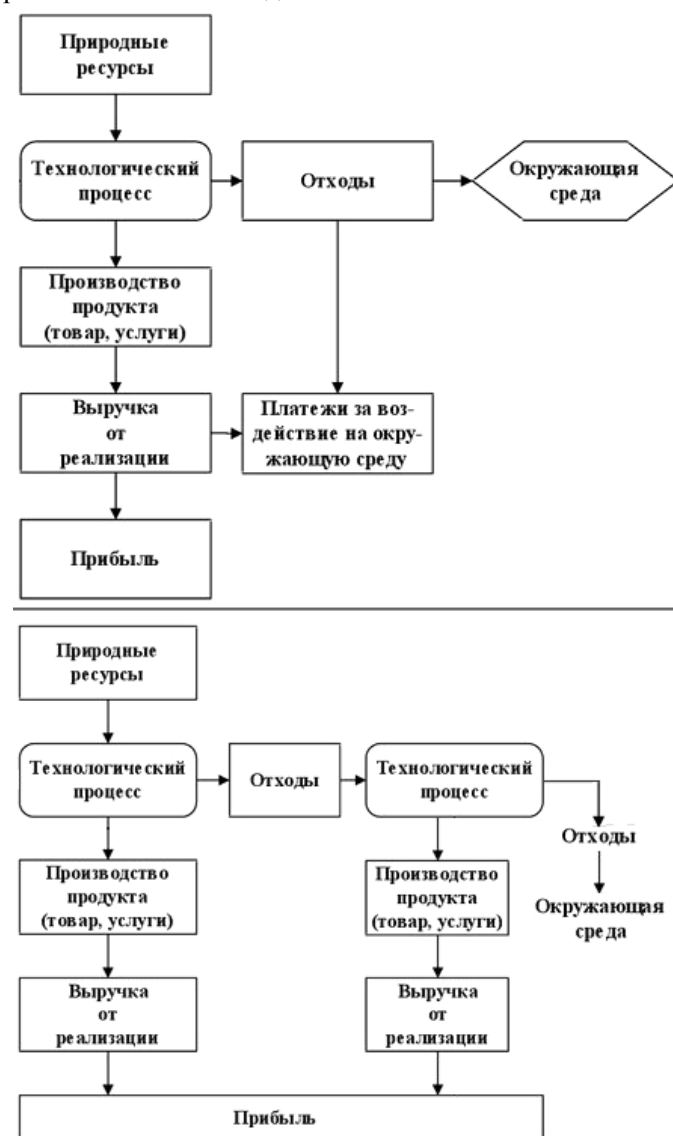 Природные
ресурсы
Технологический
процесс
Отходы
Окружающая
среда
Производство
продукта
(товар, услуги)
Выручка
от
реализации
Платежи за воз-
действие на окру-
жающую среду
Прибыль
Природные
ресурсы
Технологический
процесс
Отходы
Технологический
процесс
Отходы
Окружающая
среда
Производство
продукта
(товар, услуги)
Производство
продукта
(товар, услуги)
Выручка
от
реализации
Выручка
от
реализации
Прибыль